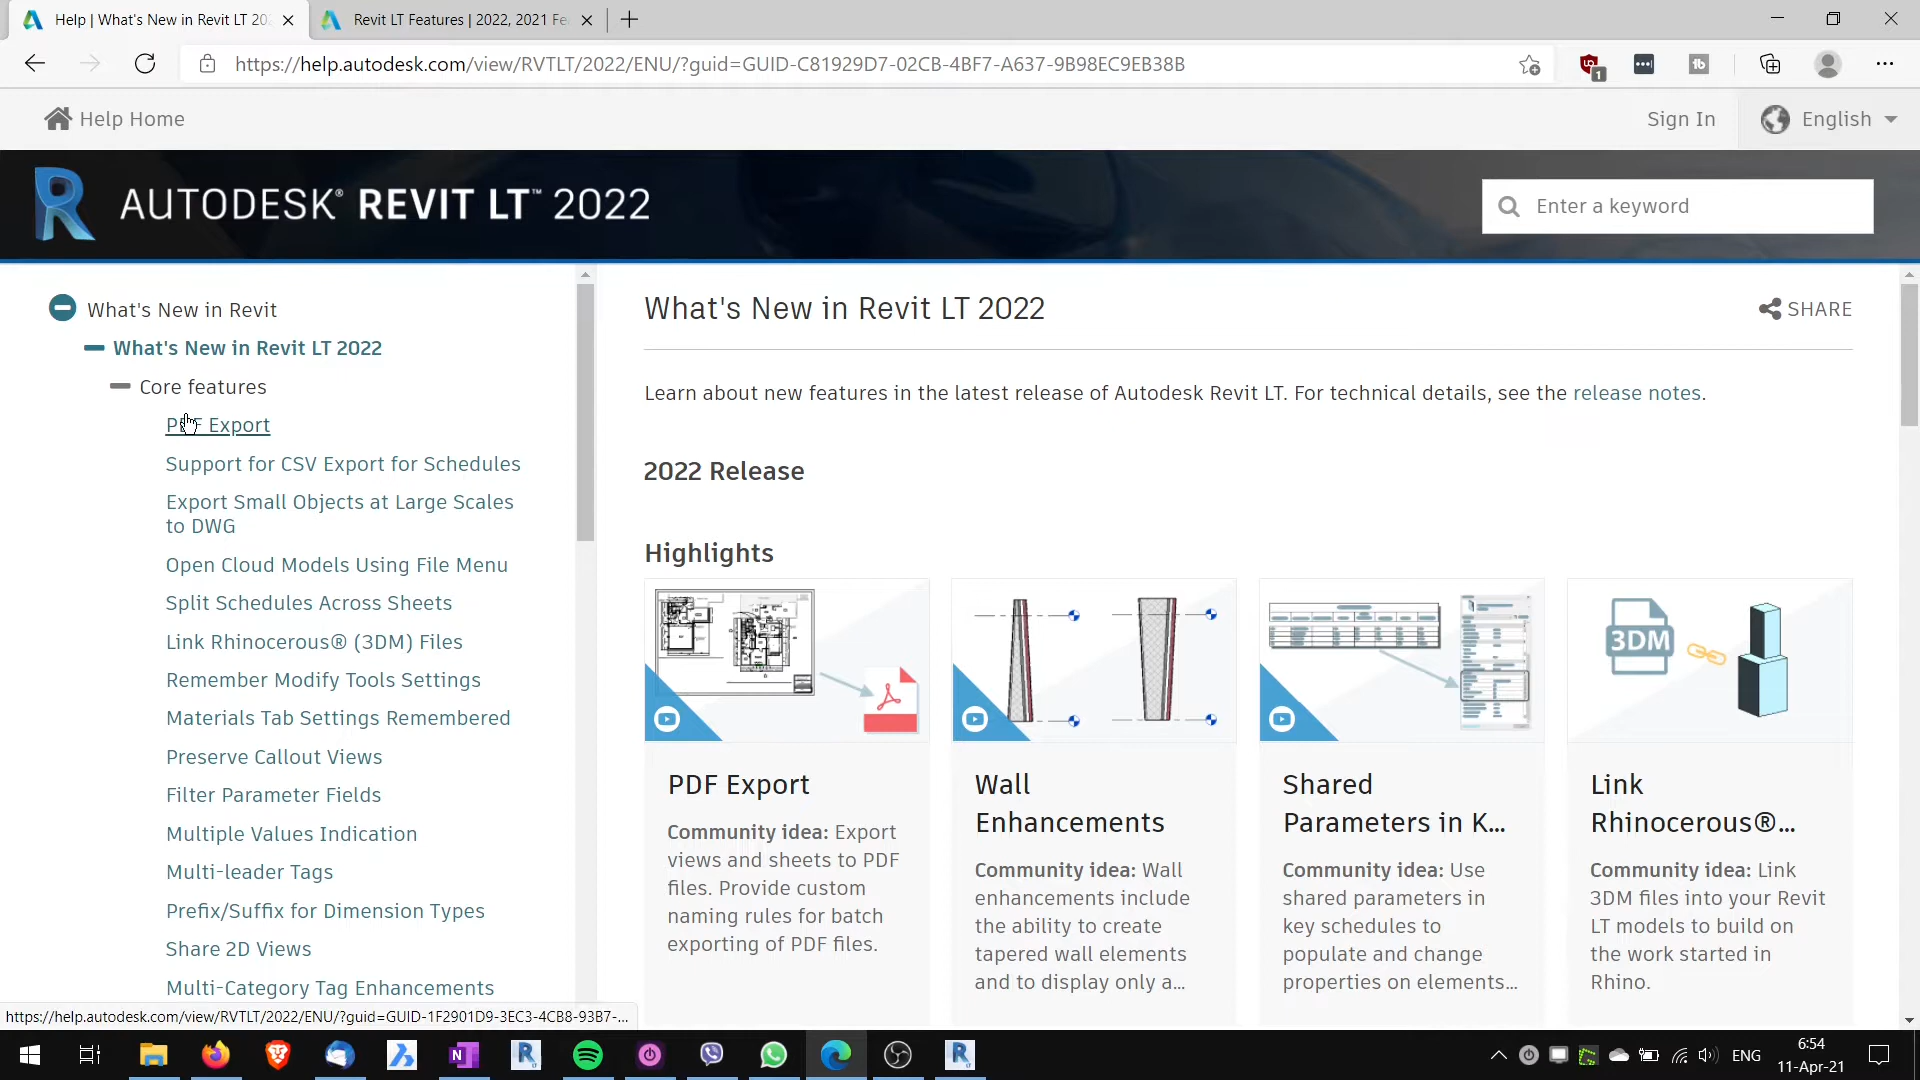 Help | What's New in Revit LT 202
Revit LT Features | 2022, 2021 Fe
https://help.autodesk.com/view/RVTLT/2022/ENU/?guid=GUID-C81929D7-02CB-4BF7-A637-9B98EC9EB38B
1
Help Home
Sign In
English
AUTODESK® REVIT LT™ 2022
Enter a keyword
What's New in Revit
What's New in Revit LT 2022
Core features
PDF Export
Support for CSV Export for Schedules
Export Small Objects at Large Scales
to DWG
Open Cloud Models Using File Menu
Split Schedules Across Sheets
Link Rhinocerous® (3DM) Files
Remember Modify Tools Settings
Materials Tab Settings Remembered
Preserve Callout Views
Filter Parameter Fields
Multiple Values Indication
Multi-leader Tags
Prefix/Suffix for Dimension Types
Share 2D Views
Multi-Category Tag Enhancements
What's New in Revit LT 2022
SHARE
Learn about new features in the latest release of Autodesk Revit LT. For technical details, see the release notes.
2022 Release
Highlights
3DM
PDF Export
Community idea: Export
views and sheets to PDF
files. Provide custom
naming rules for batch
exporting of PDF files.
Wall
Enhancements
Community idea: Wall
enhancements include
the ability to create
tapered wall elements
and to display only a...
Shared
Parameters in K...
Community idea: Use
shared parameters in
key schedules to
populate and change
properties on elements...
Link
Rhinocerous®...
Community idea: Link
3DM files into your Revit
LT models to build on
the work started in
Rhino.
https://help.autodesk.com/view/RVTLT/2022/ENU/?guid=GUID-1F2901D9-3EC3-4CB8-93B7-...
ENG
6:54
11-Apr-21